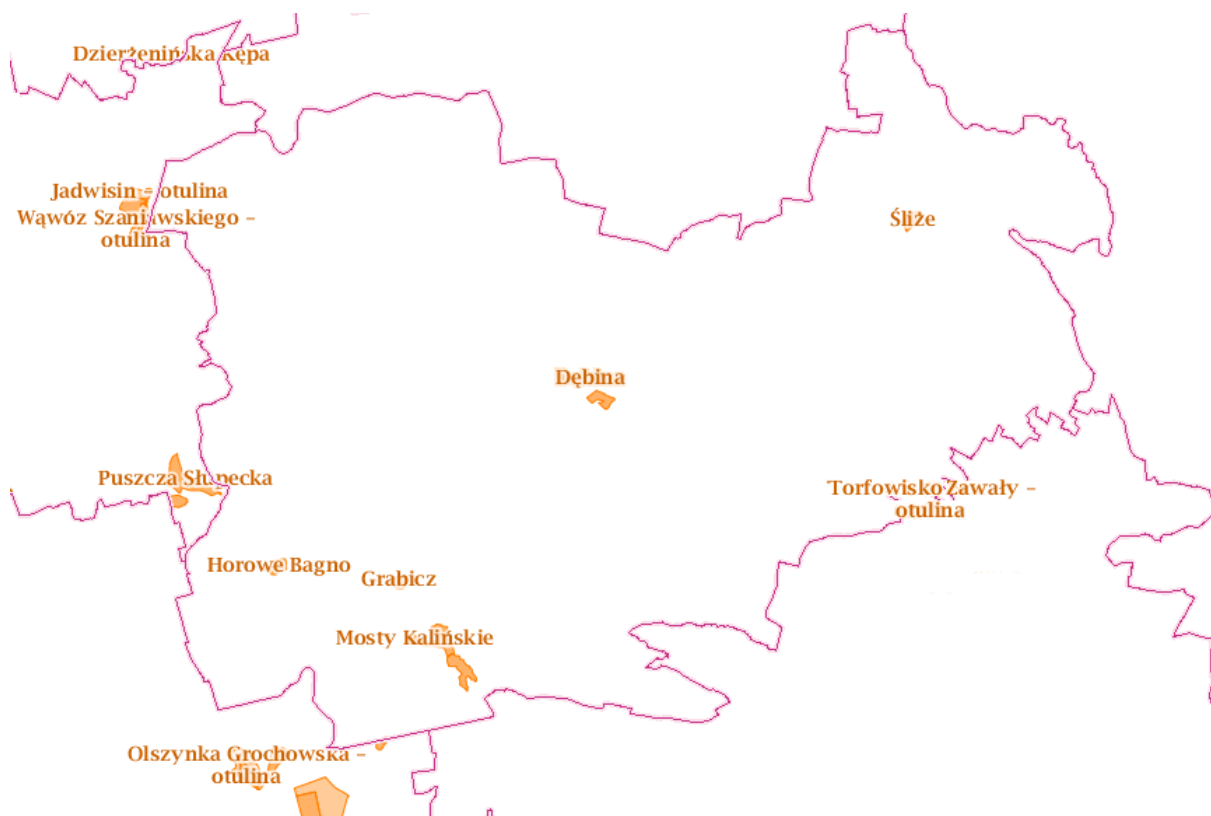 Dzierżenińska Kępa
Jadwisin – otulina
Wąwóz Szaniawskiego –
otulina
Śliże
Dębina
Puszcza Słupecka
Torfowisko Zawały –
otulina
Horowe Bagno
Grabicz
Mosty Kalińskie
Olszynka Grochowska –
otulina